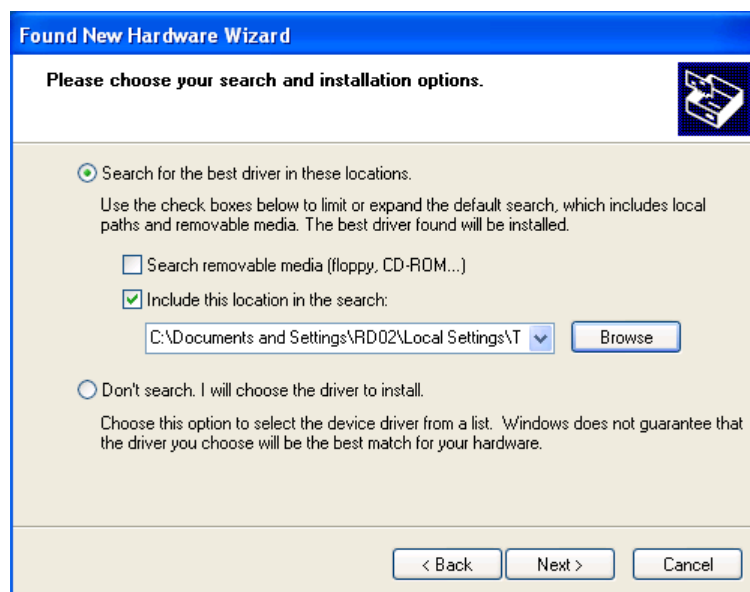 Found New Hardware Wizard
Please choose your search and installation options.
Search for the best driver in these locations.
Use the check boxes below to limit or expand the default search, which includes local
paths and removable media. The best driver found will be installed.
Search removable media (floppy, CD-ROM...)
Include this location in the search:
C:\Documents and Settings\RD02\Local Settings\T
Browse
Don't search. I will choose the driver to install.
Choose this option to select the device driver from a list.  Windows does not guarantee that
the driver you choose will be the best match for your hardware.
< Back
Next >
Cancel